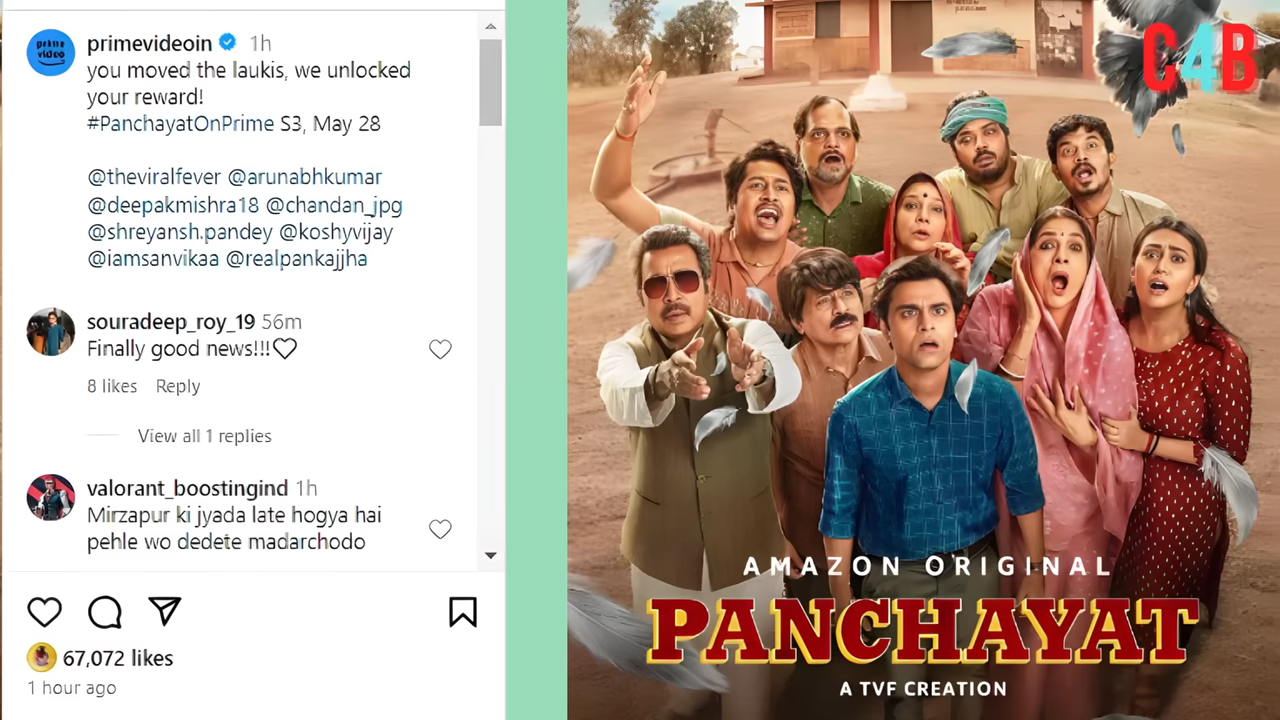 prime
video
primevideoin 1h
you moved the laukis, we unlocked
your reward!
#PanchayatOnPrime S3, May 28
@theviralfever @arunabhkumar
@deepakmishra18 @chandan_jpg
@shreyansh.pandey @koshyvijay
@iamsanvikaa @realpankajjha
souradeep_roy_19 56m
Finally good news!!!♡
8 likes Reply
View all 1 replies
valorant_boostingind 1h
Mirzapur ki jyada late hogya hai
pehle wo dedete madarchodo
67,072 likes
1 hour ago
C4B
AMAZON ORIGINAL
PANCHAYAT
A TVF CREATION